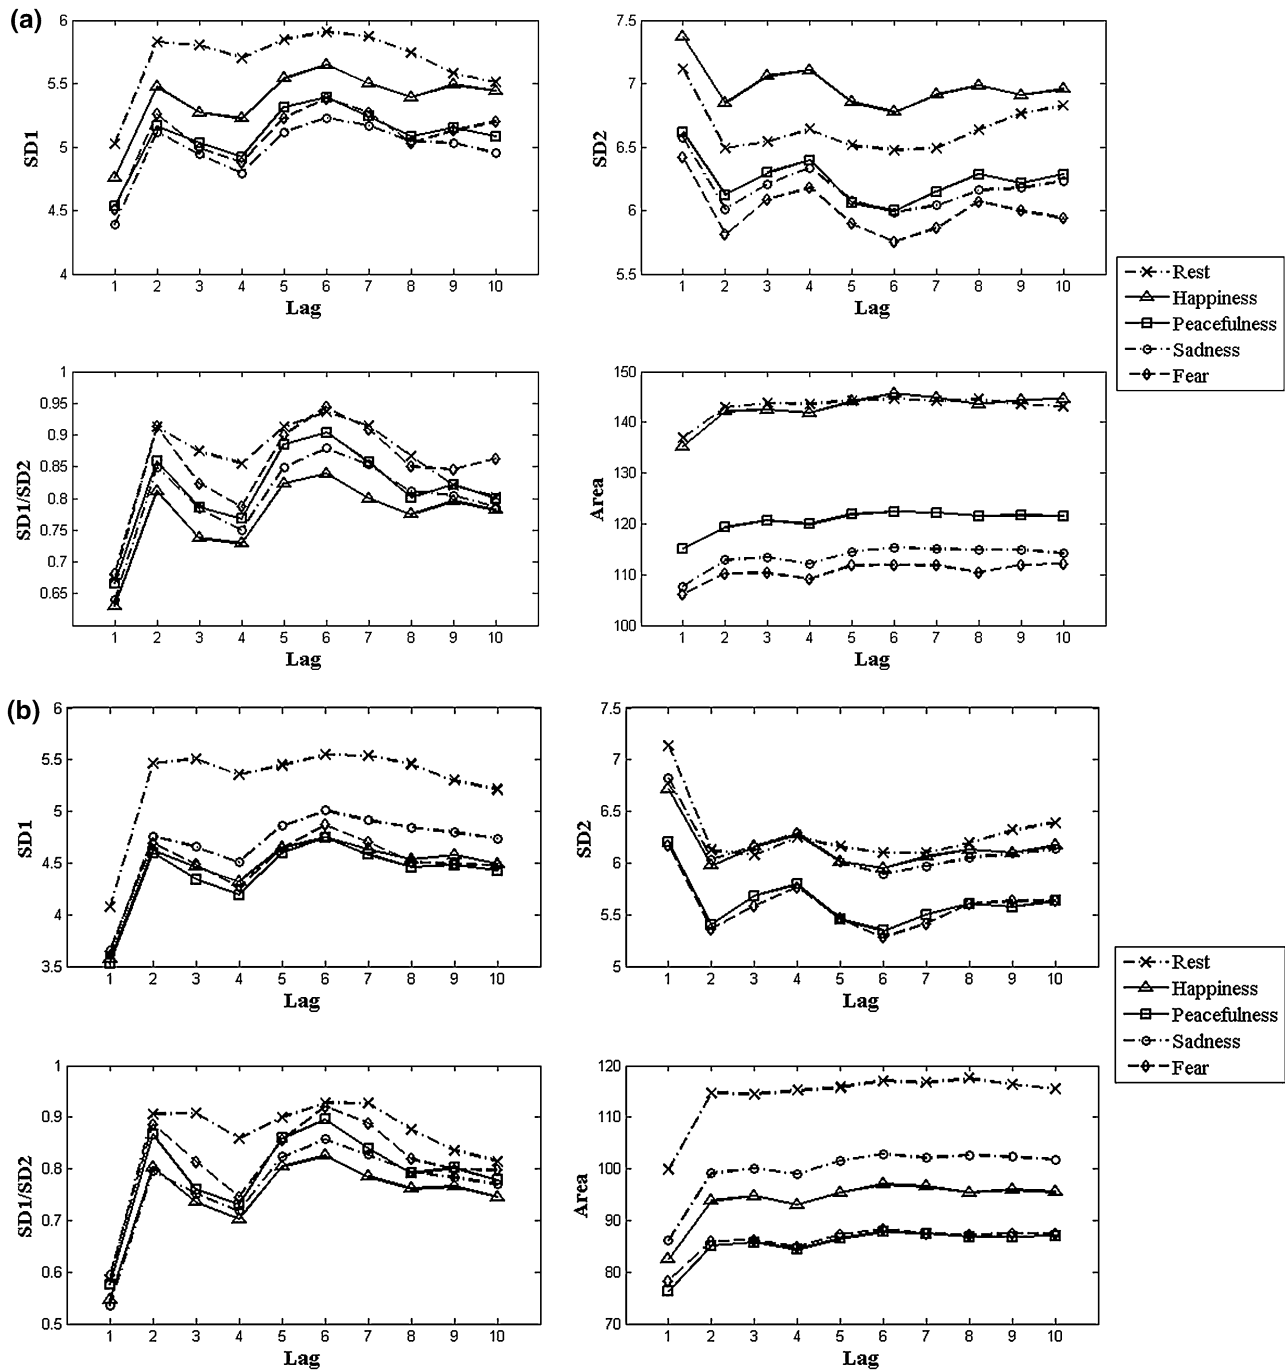 (a)
6
5.5
5
4.5
4
SD1
1 2 3 4 5 6 7 8 9 10
Lag
7.5
7
6.5
6
5.5
SD2
1 2 3 4 5 6 7 8 9 10
Lag
Rest
Happiness
Peacefulness
Sadness
Fear
1
0.95
0.9
0.85
0.8
0.75
0.7
0.65
SD1/SD2
1 2 3 4 5 6 7 8 9 10
Lag
150
140
130
120
110
100
Area
1 2 3 4 5 6 7 8 9 10
Lag
(b)
6
5.5
5
4.5
4
3.5
SD1
1 2 3 4 5 6 7 8 9 10
Lag
7.5
7
6.5
6
5.5
5
SD2
1 2 3 4 5 6 7 8 9 10
Lag
Rest
Happiness
Peacefulness
Sadness
Fear
1
0.9
0.8
0.7
0.6
0.5
SD1/SD2
1 2 3 4 5 6 7 8 9 10
Lag
120
110
100
90
80
70
Area
1 2 3 4 5 6 7 8 9 10
Lag